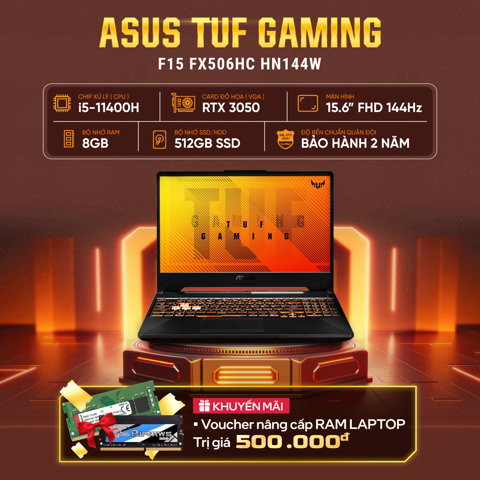 ASUS TUF GAMING
F15 FX506HC HN144W
CHIP XỬ LÝ ( CPU )
i5-11400H
CARD ĐỒ HỌA ( VGA )
RTX 3050
MÀN HÌNH
15.6” FHD 144Hz
BỘ NHỚ RAM
8GB
BỘ NHỚ SSD/HDD
512GB SSD
ĐỘ BỀN CHUẨN QUÂN ĐỘI
BẢO HÀNH 2 NĂM
TUF
TUF GAMING
KHUYẾN MÃI
• Voucher nâng cấp RAM LAPTOP
Trị giá 500.000đ